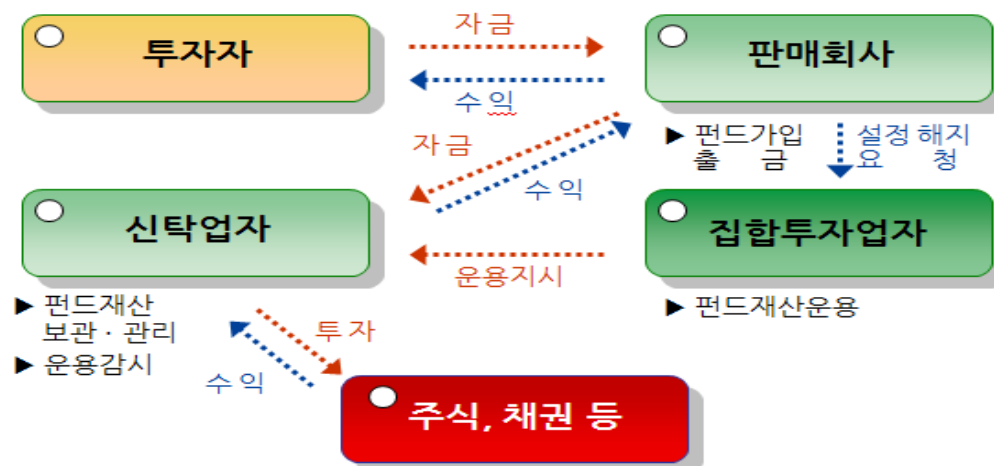 투자자
자 금
수 익
판매회사
▶ 펀드가입
출 금
설정 해지
요 청
자 금
수 익
신탁업자
운용지시
집합투자업자
▶ 펀드재산
보관 · 관리
▶ 운용감시
▶ 펀드재산운용
투 자
수 익
주식, 채권 등